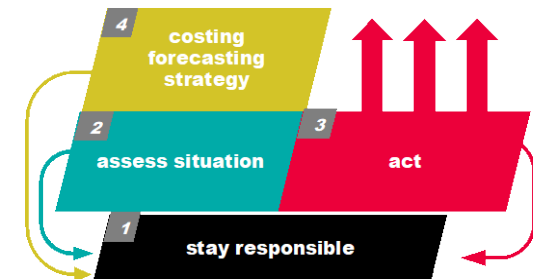 4
costing
forecasting
strategy
2
assess situation
3
act
1
stay responsible